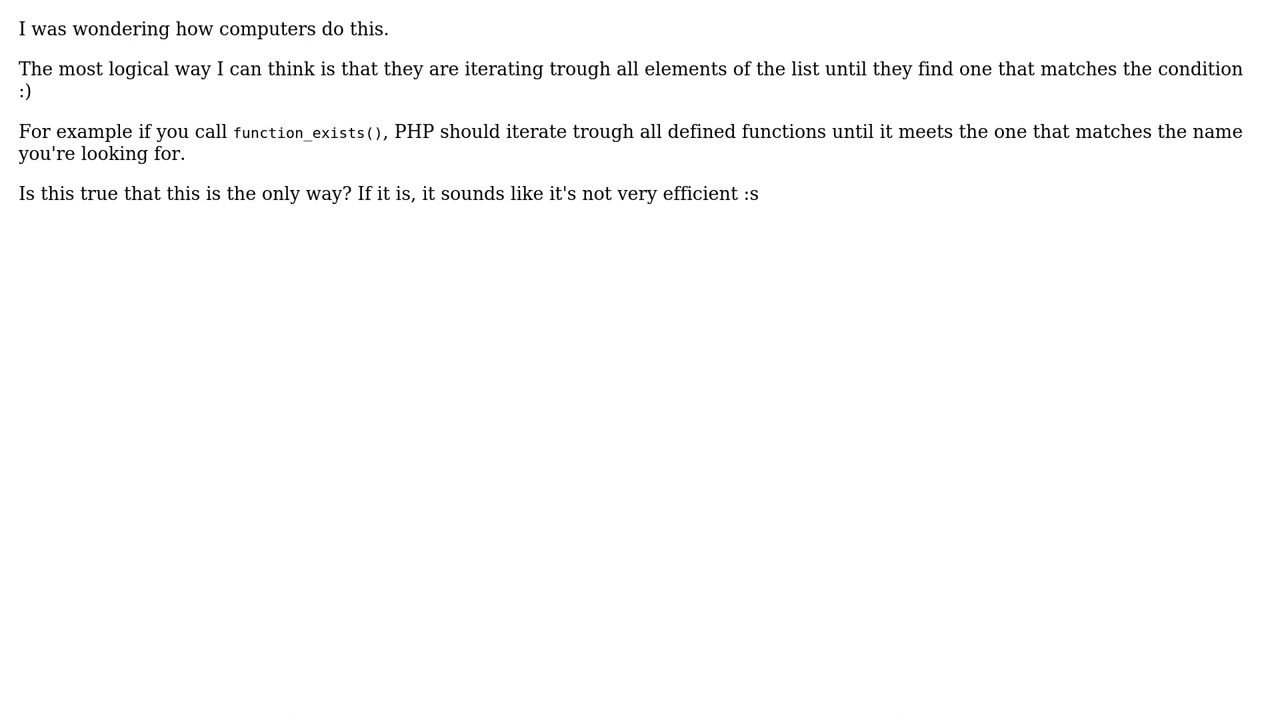 I was wondering how computers do this.
The most logical way I can think is that they are iterating trough all elements of the list until they find one that matches the condition
:)
For example if you call function_exists(), PHP should iterate trough all defined functions until it meets the one that matches the name
you're looking for.
Is this true that this is the only way? If it is, it sounds like it's not very efficient :s